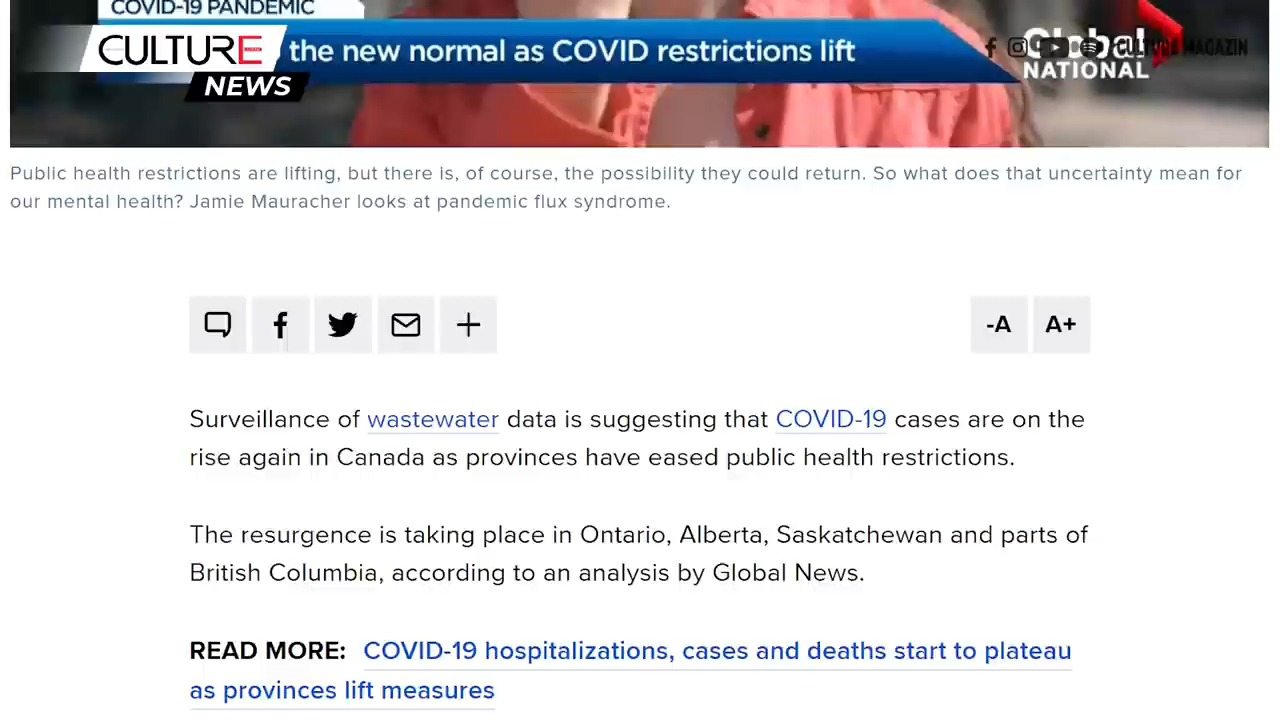 COVID-19 PANDEMIC
CULTURE
NEWS
the new normal as COVID restrictions lift
Global
NATIONAL
CULTURE MAGAZIN
Public health restrictions are lifting, but there is, of course, the possibility they could return. So what does that uncertainty mean for
our mental health? Jamie Mauracher looks at pandemic flux syndrome.
-A
A+
Surveillance of wastewater data is suggesting that COVID-19 cases are on the
rise again in Canada as provinces have eased public health restrictions.
The resurgence is taking place in Ontario, Alberta, Saskatchewan and parts of
British Columbia, according to an analysis by Global News.
READ MORE: COVID-19 hospitalizations, cases and deaths start to plateau
as provinces lift measures